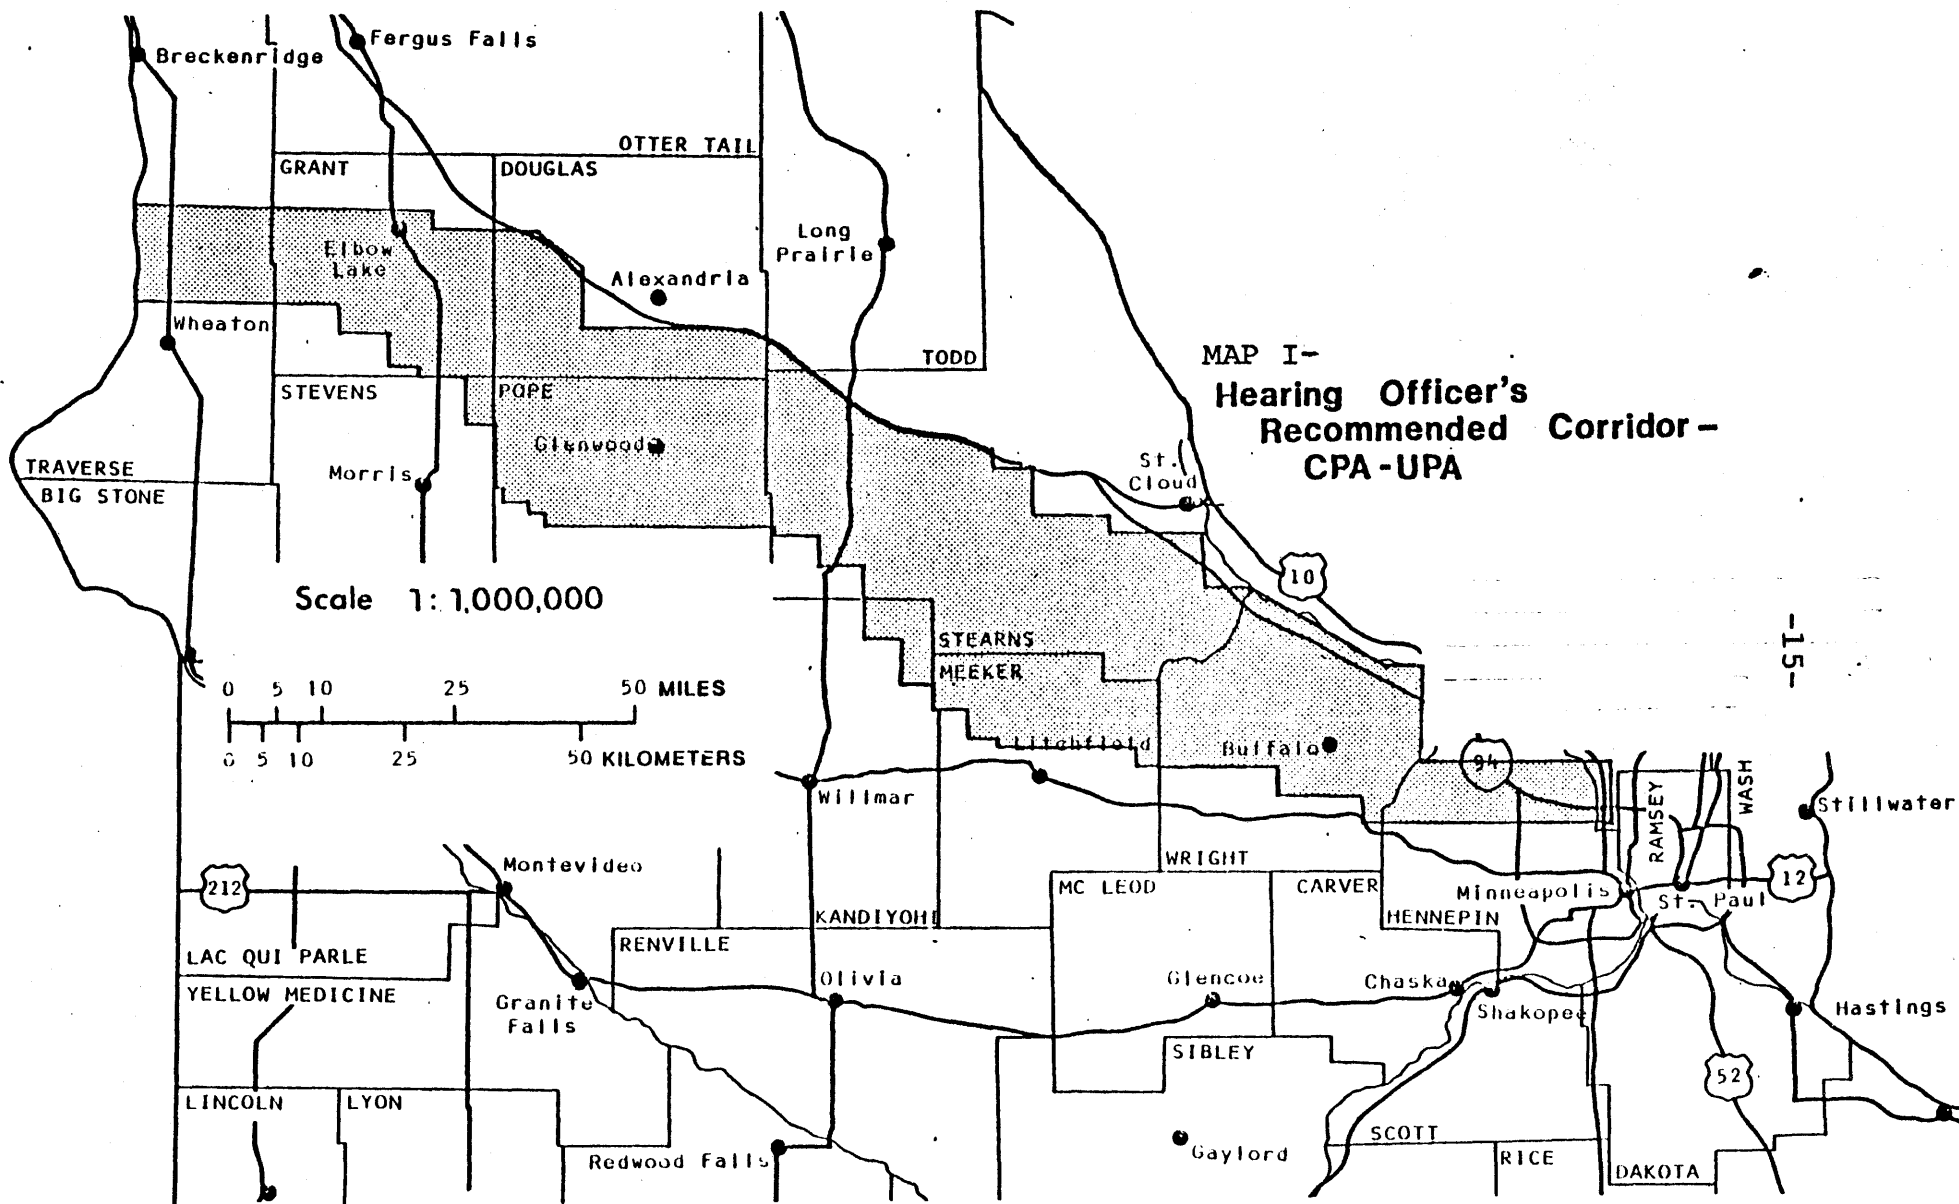 Breckenridge
Fergus Falls
OTTER TAIL
GRANT
DOUGLAS
Elbow
Lake
Long
Prairie
Alexandria
Wheaton
TODD
STEVENS
POPE
Glenwood
MAP I-
Hearing Officer's
Recommended Corridor-
CPA-UPA
TRAVERSE
BIG STONE
Morris
St.
Cloud
10
Scale 1:1,000,000
STEARNS
MEEKER
-15-
0 5 10 25 50 MILES
0 5 10 25 50 KILOMETERS
Litchfield
Buffalo
94
RAMSEY
WASH
Stillwater
Willmar
Montevideo
212
WRIGHT
MC LEOD
CARVER
Minneapolis
St. Paul
12
KANDIYOHI
HENNEPIN
RENVILLE
LAC QUI PARLE
YELLOW MEDICINE
Granite
Falls
Olivia
Glencoe
Chaska
Shakopee
Hastings
SIBLEY
52
LINCOLN
LYON
Redwood Falls
Gaylord
SCOTT
RICE
DAKOTA